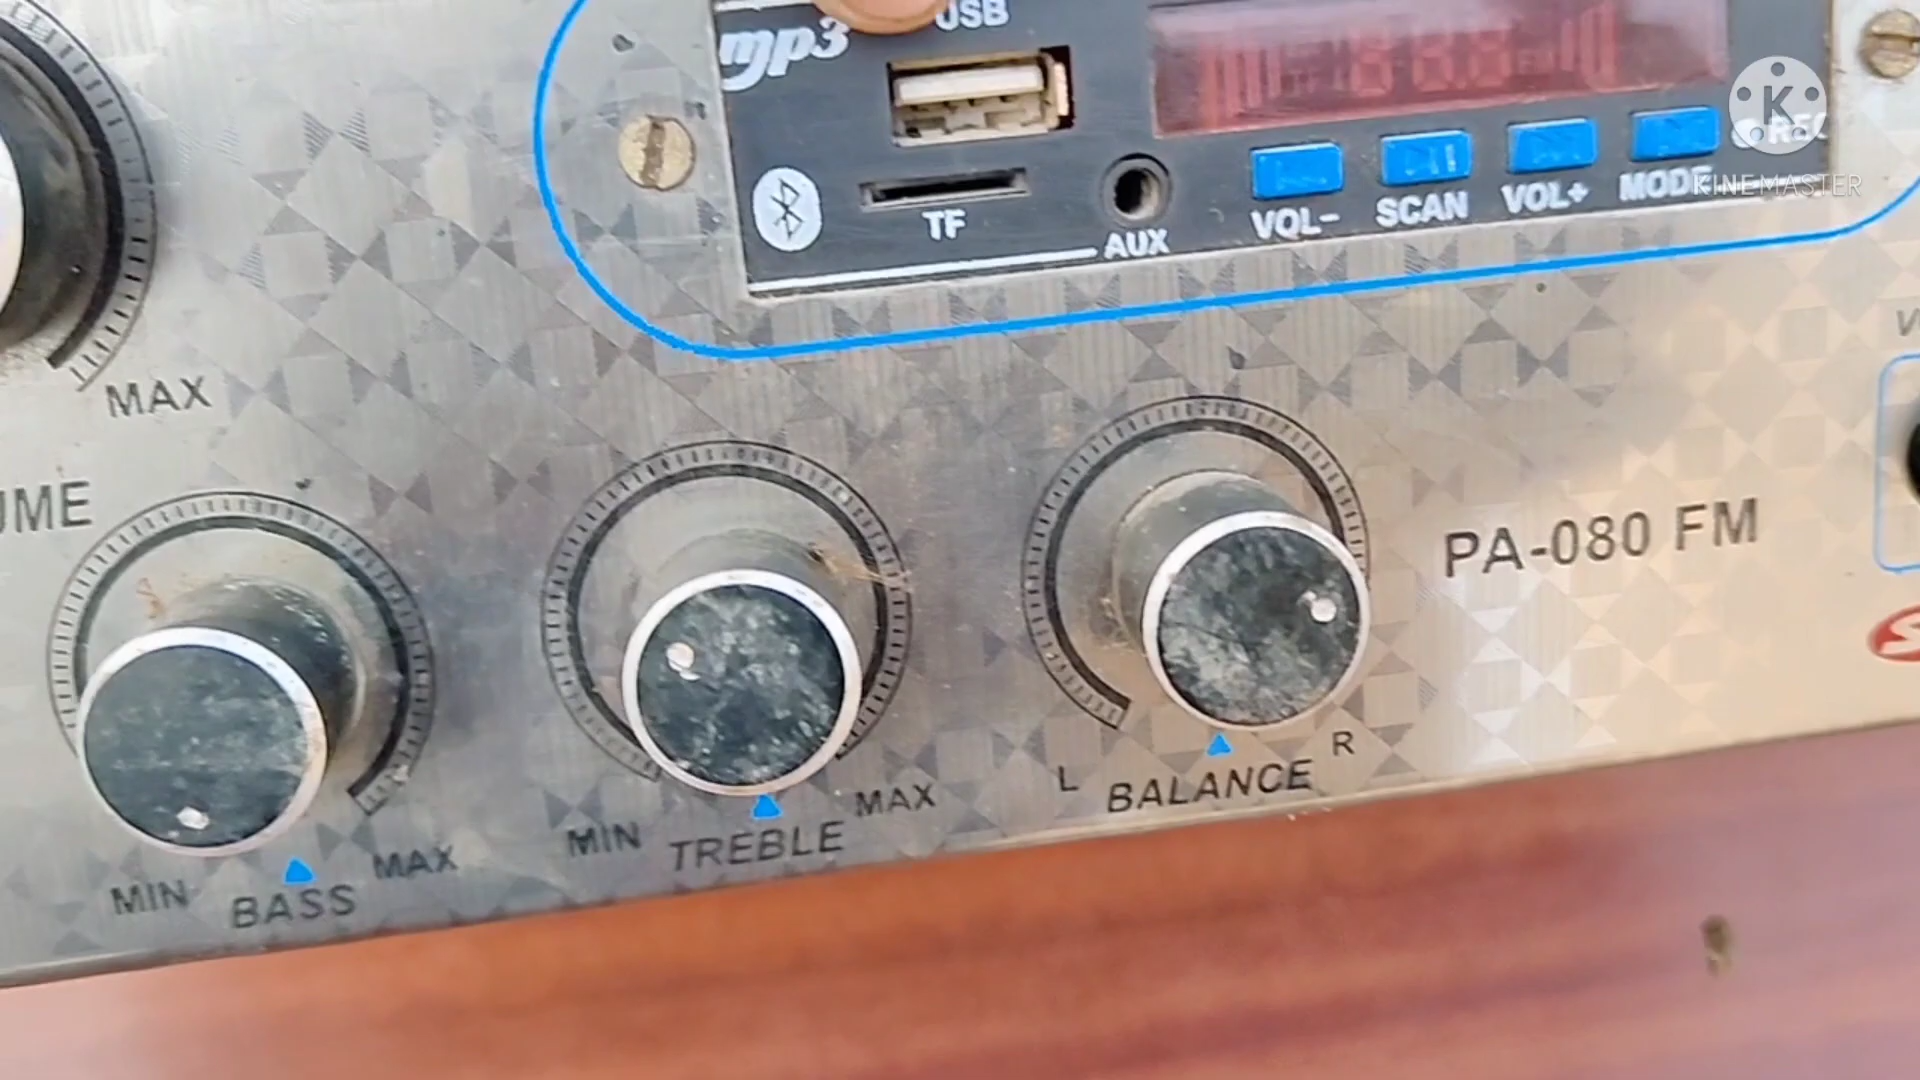 USB
mp3
TF
AUX
VOL-
SCAN
VOL+
MODE
REC
K
KINEMASTER
MAX
UME
MIN
BASS
MAX
MIN
TREBLE
MAX
L
BALANCE
R
PA-080 FM